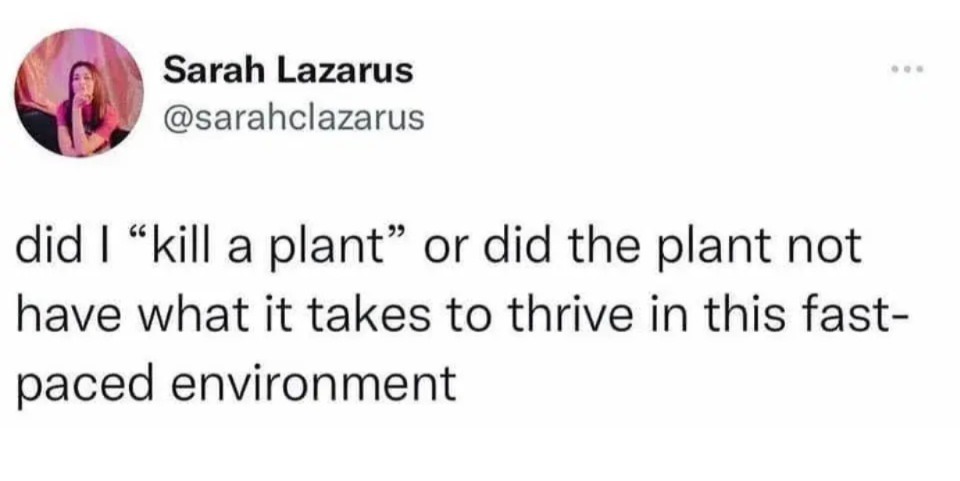 Sarah Lazarus
@sarahclazarus
did I “kill a plant” or did the plant not
have what it takes to thrive in this fast-
paced environment